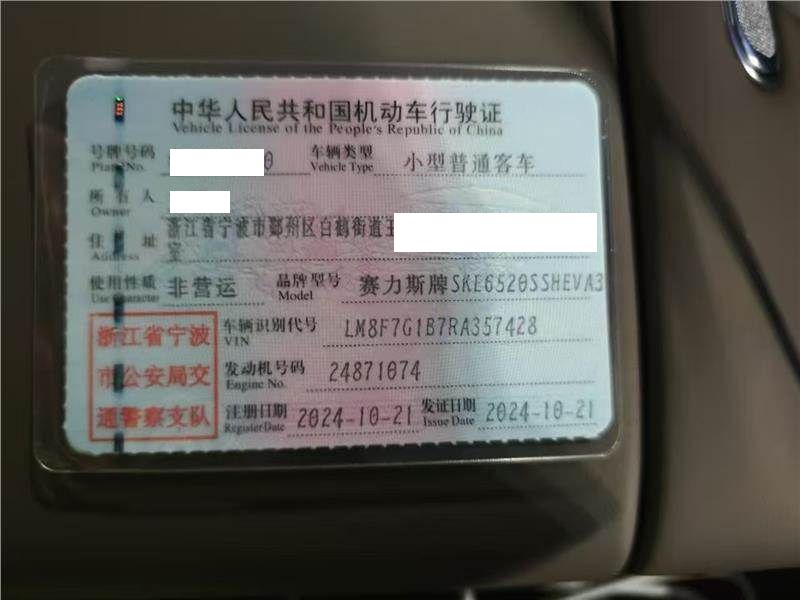 中华人民共和国机动车行驶证
Vehicle License of the People's Republic of China
号牌号码 0 车辆类型 小型普通客车
Plate No. Vehicle Type
所有人
Owner
住址 浙江省宁波市鄞州区白鹤街道
Address 室
使用性质 非营运 品牌型号 赛力斯牌SKE6520SSHEVA3
Use Character Model
浙江省宁波市公安局交通警察支队
车辆识别代号 LM8F7G1B7RA357428
VIN
发动机号码 24871074
Engine No.
注册日期 2024-10-21 发证日期 2024-10-21
Register Date Issue Date